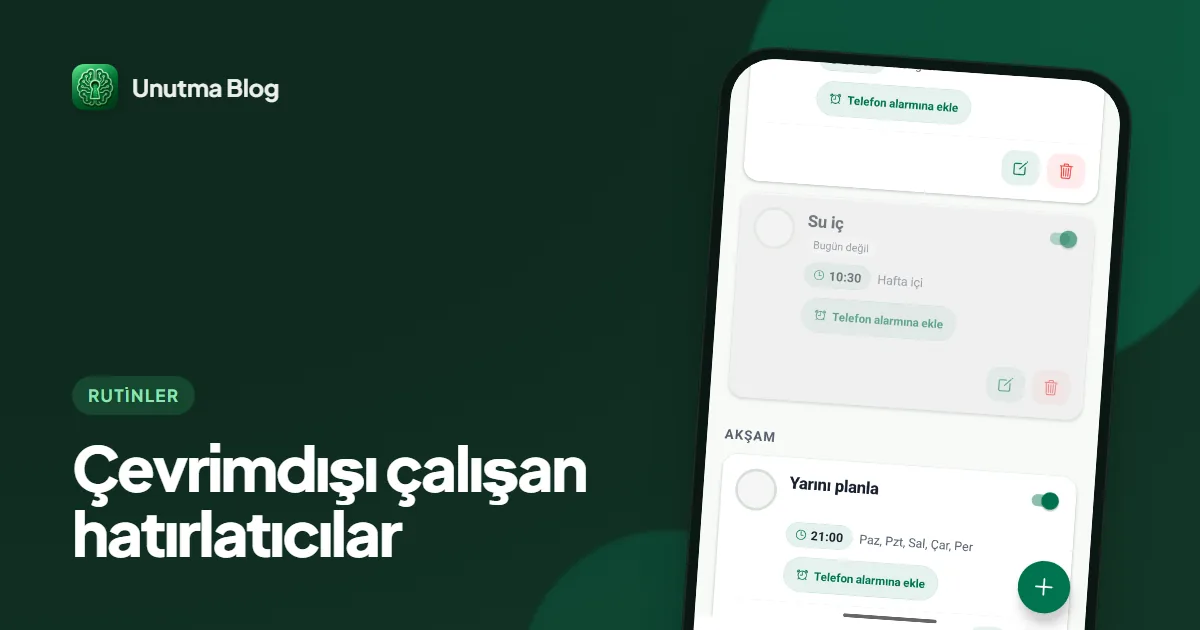 Unutma Blog
RUTİNLER
Çevrimdışı çalışan
hatırlatıcılar
Telefon alarmına ekle
Su iç
Bugün değil
10:30 Hafta içi
Telefon alarmına ekle
AKŞAM
Yarını planla
21:00 Paz, Pzt, Sal, Çar, Per
Telefon alarmına ekle